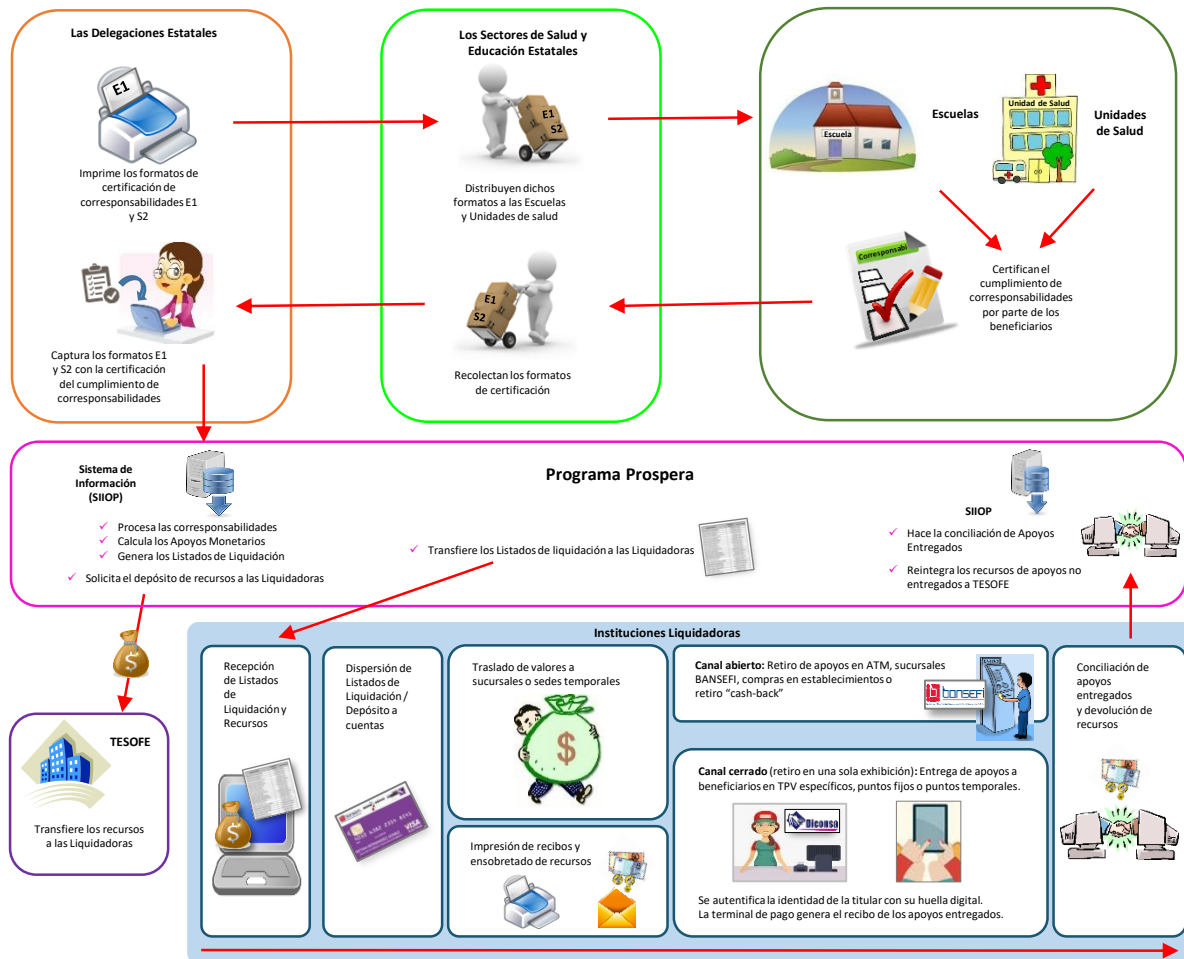 Las Delegaciones Estatales
E1
Imprime los formatos de
certificación de
corresponsabilidades E1
y S2
Captura los formatos E1
y S2 con la certificación
del cumplimiento de
corresponsabilidades
Los Sectores de Salud y
Educación Estatales
E1
S2
Distribuyen dichos
formatos a las Escuelas
y Unidades de salud
E1
S2
Recolectan los formatos
de certificación
Escuela
Escuelas
Unidad de Salud
Unidades
de Salud
Corresponsabi
Certifican el
cumplimiento de
corresponsabilidades
por parte de los
beneficiarios
Programa Prospera
Sistema de
Información
(SIIOP)
✓ Procesa las corresponsabilidades
✓ Calcula los Apoyos Monetarios
✓ Genera los Listados de Liquidación
✓ Solicita el depósito de recursos a las Liquidadoras
✓ Transfiere los Listados de liquidación a las Liquidadoras
SIIOP
✓ Hace la conciliación de Apoyos
Entregados
✓ Reintegra los recursos de apoyos no
entregados a TESOFE
$
TESOFE
Transfiere los recursos
a las Liquidadoras
Instituciones Liquidadoras
Recepción
de Listados
de
Liquidación y
Recursos
$
Dispersión de
Listados de
Liquidación /
Depósito a
cuentas
VISA
Traslado de valores a
sucursales o sedes temporales
$
Impresión de recibos y
ensobretado de recursos
Canal abierto: Retiro de apoyos en ATM, sucursales
BANSEFI, compras en establecimientos o
retiro "cash-back"
bansefi
Canal cerrado (retiro en una sola exhibición): Entrega de apoyos a
beneficiarios en TPV específicos, puntos fijos o puntos temporales.
Diconsa
Se autentifica la identidad de la titular con su huella digital.
La terminal de pago genera el recibo de los apoyos entregados.
Conciliación de
apoyos
entregados
y devolución de
recursos